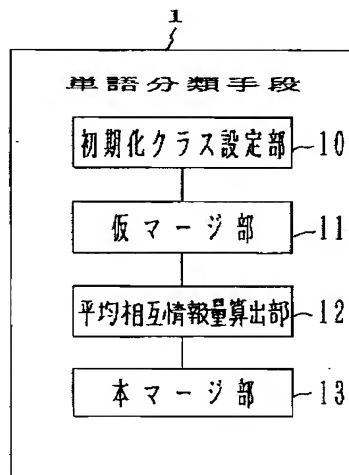 1
単語分類手段
初期化クラス設定部 10
仮マージ部 11
平均相互情報量算出部 12
本マージ部 13